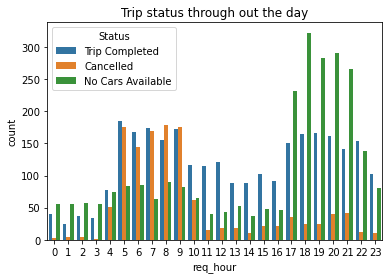 Trip status through out the day
Status
Trip Completed
Cancelled
No Cars Available
count
300
250
200
150
100
50
0
0 1 2 3 4 5 6 7 8 9 10 11 12 13 14 15 16 17 18 19 20 21 22 23
req_hour